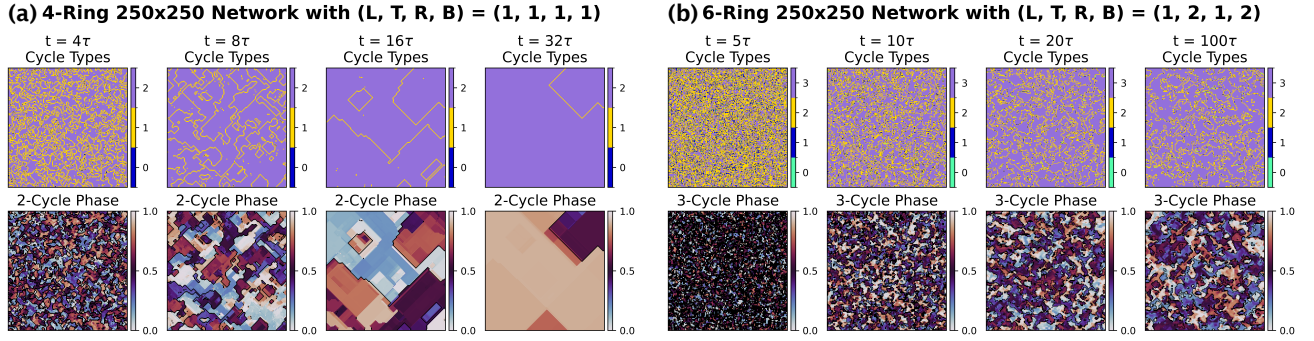 (a) 4-Ring 250x250 Network with (L, T, R, B) = (1, 1, 1, 1)
t = 4τ t = 8τ t = 16τ t = 32τ
Cycle Types Cycle Types Cycle Types Cycle Types
2 2 2 2
1 1 1 1
0 0 0 0
2-Cycle Phase 2-Cycle Phase 2-Cycle Phase 2-Cycle Phase
1.0 1.0 1.0 1.0
0.5 0.5 0.5 0.5
0.0 0.0 0.0 0.0
(b) 6-Ring 250x250 Network with (L, T, R, B) = (1, 2, 1, 2)
t = 5τ t = 10τ t = 20τ t = 100τ
Cycle Types Cycle Types Cycle Types Cycle Types
3 3 3 3
2 2 2 2
1 1 1 1
0 0 0 0
3-Cycle Phase 3-Cycle Phase 3-Cycle Phase 3-Cycle Phase
1.0 1.0 1.0 1.0
0.5 0.5 0.5 0.5
0.0 0.0 0.0 0.0